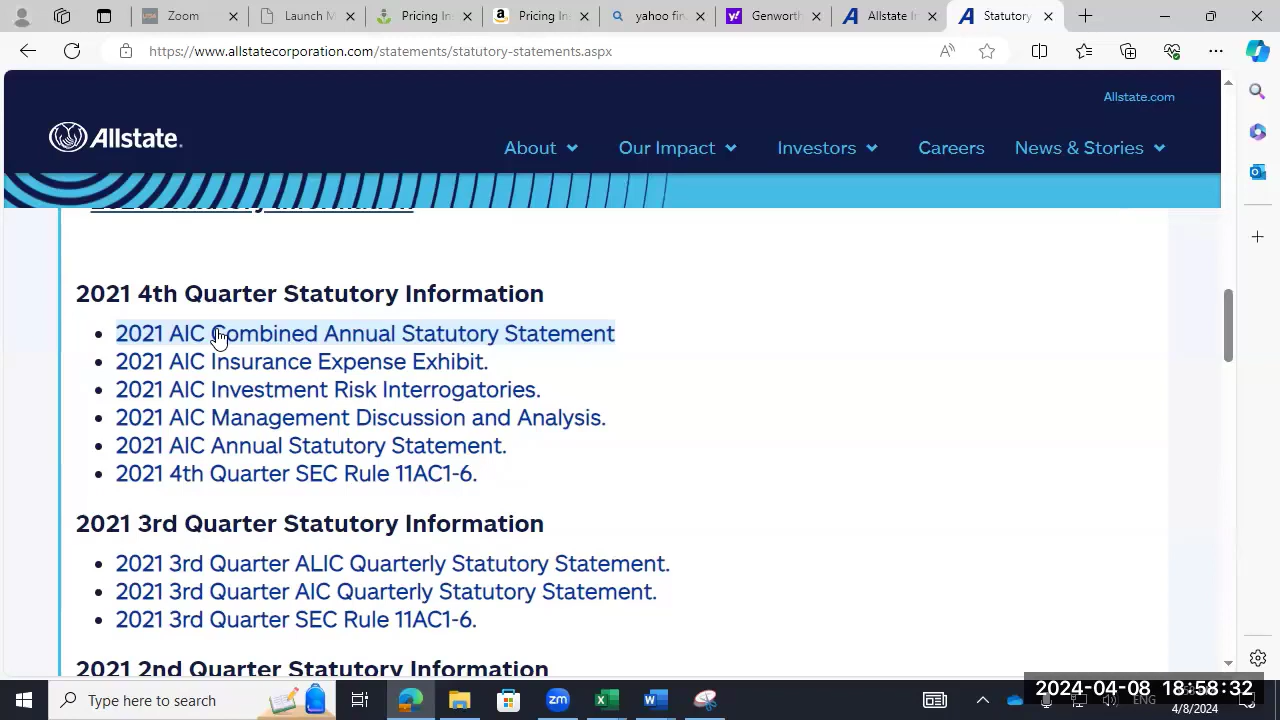 Zoom
Launch M
Pricing In
Pricing In
yahoo fin
Genworth
Allstate I
Statutory
https://www.allstatecorporation.com/statements/statutory-statements.aspx
Allstate.com
Allstate.
About
Our Impact
Investors
Careers
News & Stories
2021 Statutory Information
2021 4th Quarter Statutory Information
2021 AIC Combined Annual Statutory Statement
2021 AIC Insurance Expense Exhibit.
2021 AIC Investment Risk Interrogatories.
2021 AIC Management Discussion and Analysis.
2021 AIC Annual Statutory Statement.
2021 4th Quarter SEC Rule 11AC1-6.
2021 3rd Quarter Statutory Information
2021 3rd Quarter ALIC Quarterly Statutory Statement.
2021 3rd Quarter AIC Quarterly Statutory Statement.
2021 3rd Quarter SEC Rule 11AC1-6.
2021 2nd Quarter Statutory Information
Type here to search
zm
ENG
2024-04-08 18:58:32
4/8/2024